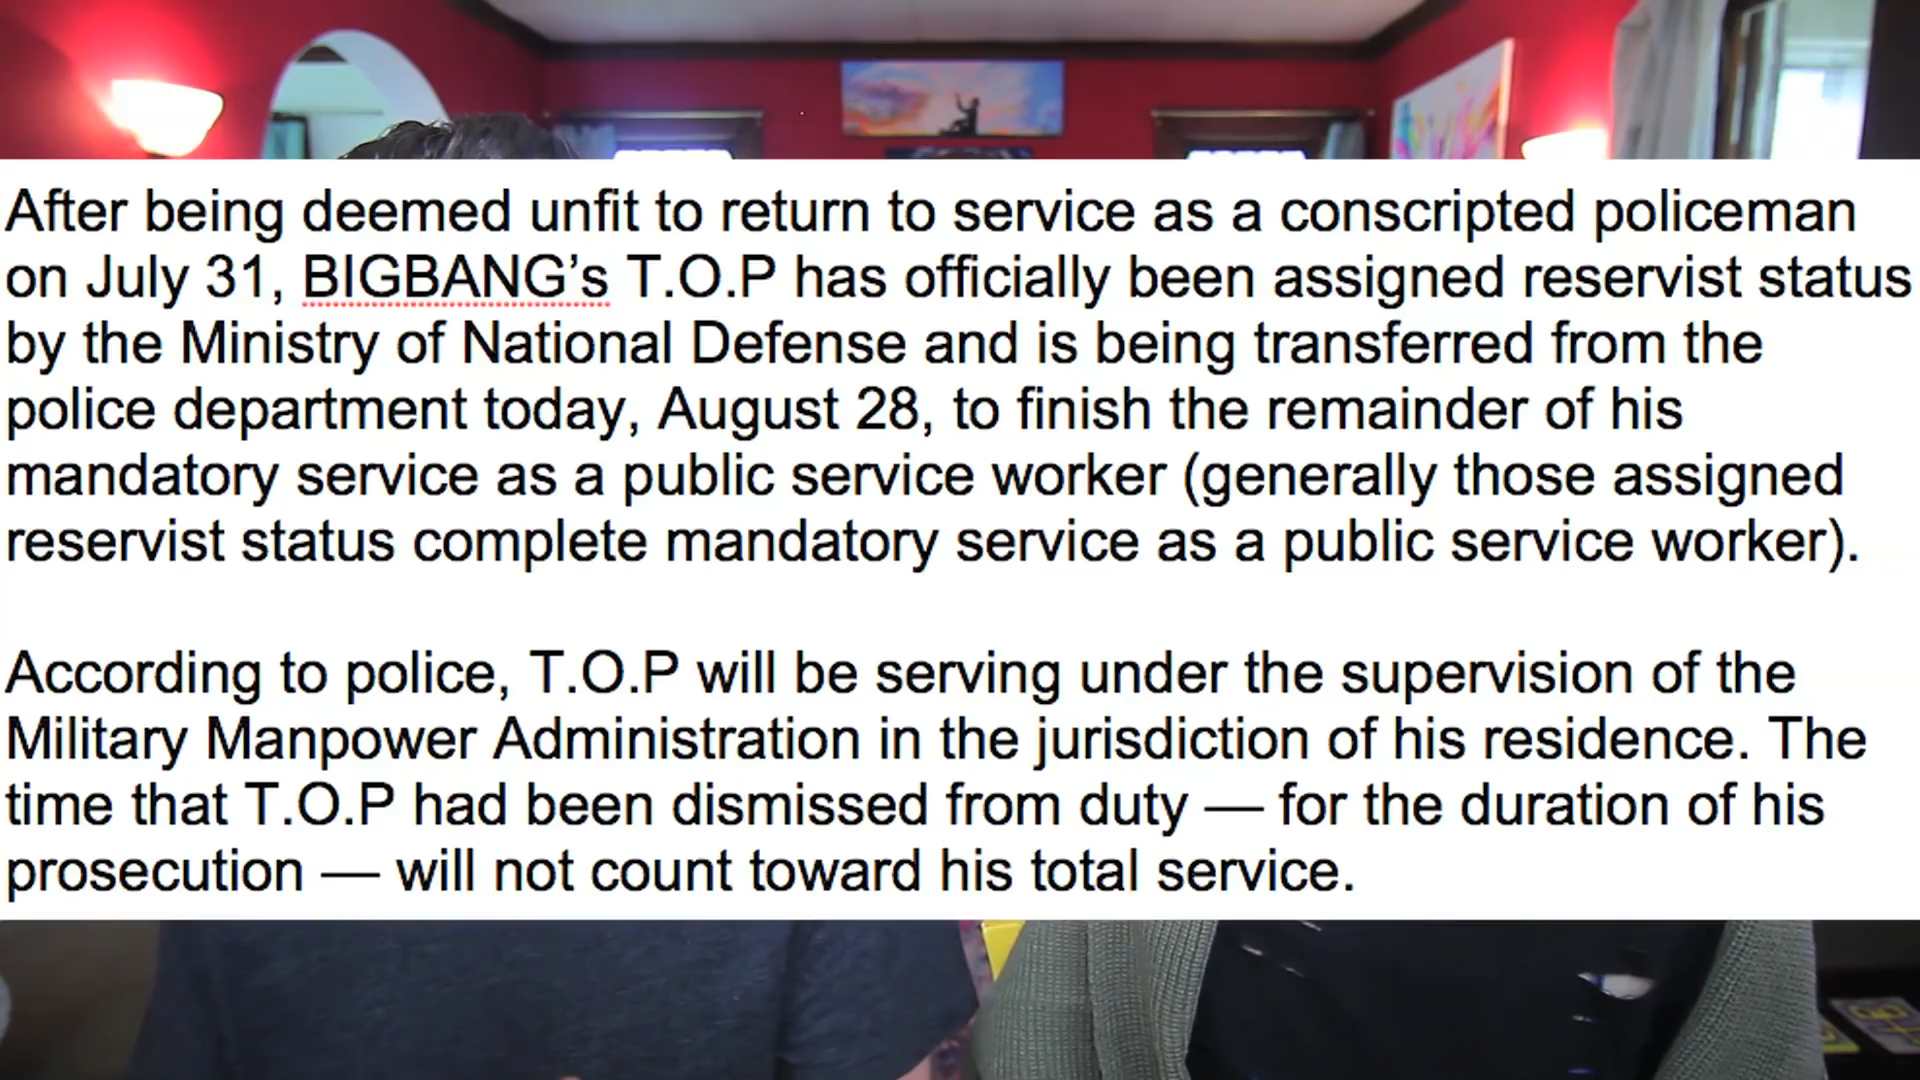 After being deemed unfit to return to service as a conscripted policeman
on July 31, BIGBANG’s T.O.P has officially been assigned reservist status
by the Ministry of National Defense and is being transferred from the
police department today, August 28, to finish the remainder of his
mandatory service as a public service worker (generally those assigned
reservist status complete mandatory service as a public service worker).
According to police, T.O.P will be serving under the supervision of the
Military Manpower Administration in the jurisdiction of his residence. The
time that T.O.P had been dismissed from duty — for the duration of his
prosecution — will not count toward his total service.